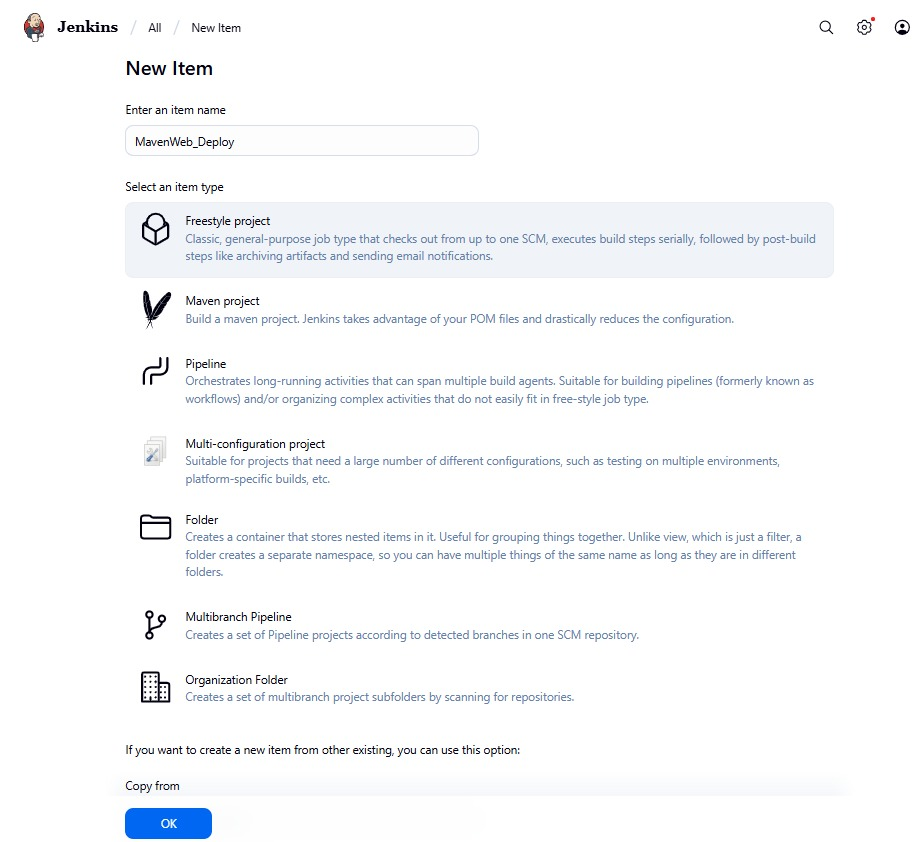 Jenkins / All / New Item
New Item
Enter an item name
MavenWeb_Deploy
Select an item type
Freestyle project
Classic, general-purpose job type that checks out from up to one SCM, executes build steps serially, followed by post-build
steps like archiving artifacts and sending email notifications.
Maven project
Build a maven project. Jenkins takes advantage of your POM files and drastically reduces the configuration.
Pipeline
Orchestrates long-running activities that can span multiple build agents. Suitable for building pipelines (formerly known as
workflows) and/or organizing complex activities that do not easily fit in free-style job type.
Multi-configuration project
Suitable for projects that need a large number of different configurations, such as testing on multiple environments,
platform-specific builds, etc.
Folder
Creates a container that stores nested items in it. Useful for grouping things together. Unlike view, which is just a filter, a
folder creates a separate namespace, so you can have multiple things of the same name as long as they are in different
folders.
Multibranch Pipeline
Creates a set of Pipeline projects according to detected branches in one SCM repository.
Organization Folder
Creates a set of multibranch project subfolders by scanning for repositories.
If you want to create a new item from other existing, you can use this option:
Copy from
OK